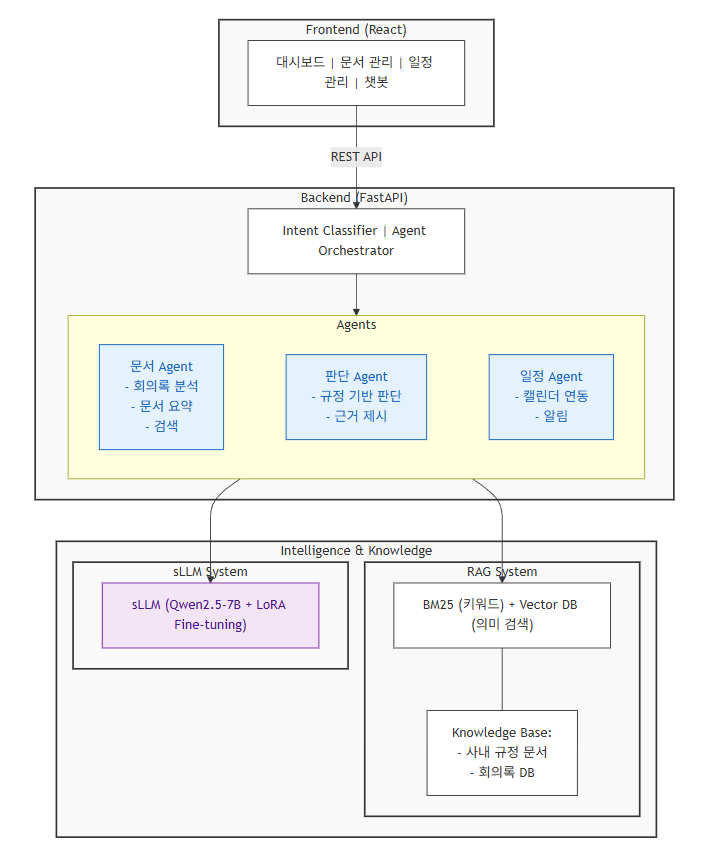 Frontend (React)
대시보드 | 문서 관리 | 일정
관리 | 챗봇
REST API
Backend (FastAPI)
Intent Classifier | Agent
Orchestrator
Agents
문서 Agent
- 회의록 분석
- 문서 요약
- 검색
판단 Agent
- 규정 기반 판단
- 근거 제시
일정 Agent
- 캘린더 연동
- 알림
Intelligence & Knowledge
sLLM System
sLLM (Qwen2.5-7B + LoRA
Fine-tuning)
RAG System
BM25 (키워드) + Vector DB
(의미 검색)
Knowledge Base:
- 사내 규정 문서
- 회의록 DB